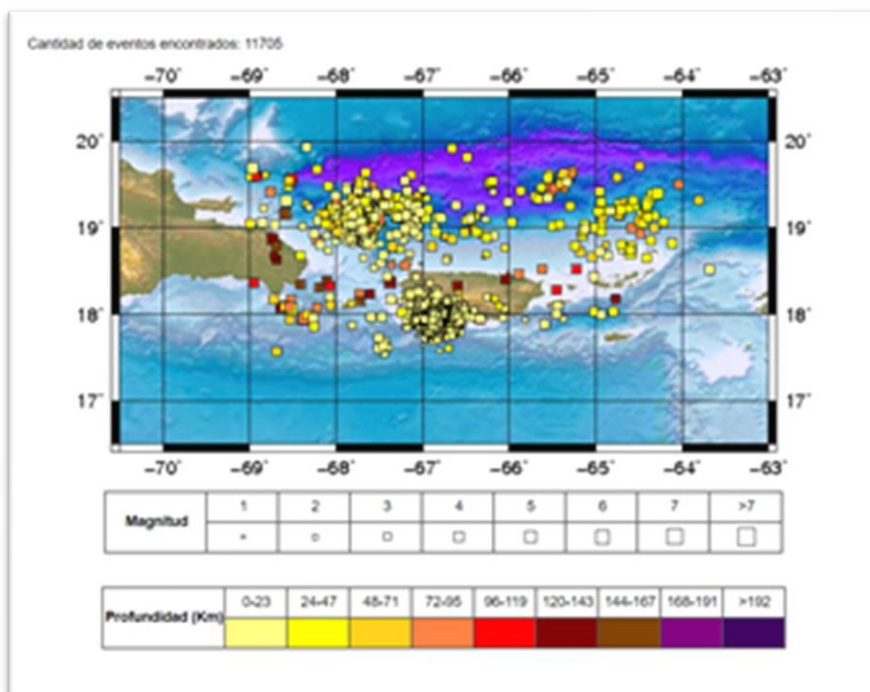 Cantidad de eventos encontrados: 11705
−70˚ −69˚ −68˚ −67˚ −66˚ −65˚ −64˚ −63˚
20˚ 20˚
19˚ 19˚
18˚ 18˚
17˚ 17˚
−70˚ −69˚ −68˚ −67˚ −66˚ −65˚ −64˚ −63˚
Magnitud 1 2 3 4 5 6 7 >7
Profundidad (Km) 0-23 24-47 48-71 72-95 96-119 120-143 144-167 168-191 >192